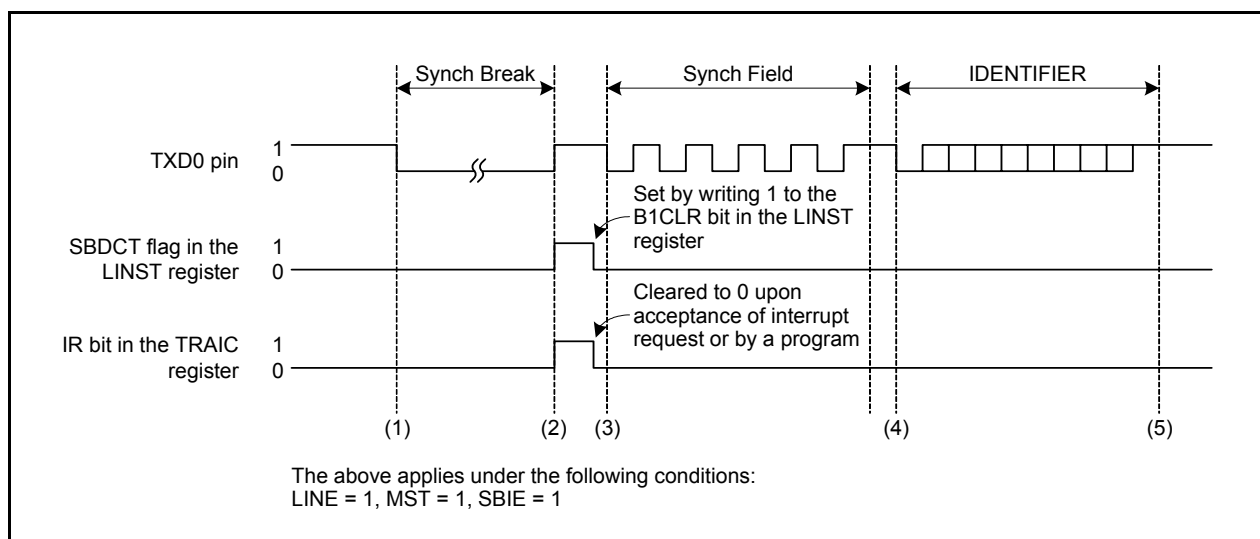 Synch Break Synch Field IDENTIFIER
TXD0 pin 1
0
Set by writing 1 to the
B1CLR bit in the LINST
register
SBDCT flag in the
LINST register
1
0
Cleared to 0 upon
acceptance of interrupt
request or by a program
IR bit in the TRAIC
register
1
0
(1) (2) (3) (4) (5)
The above applies under the following conditions:
LINE = 1, MST = 1, SBIE = 1